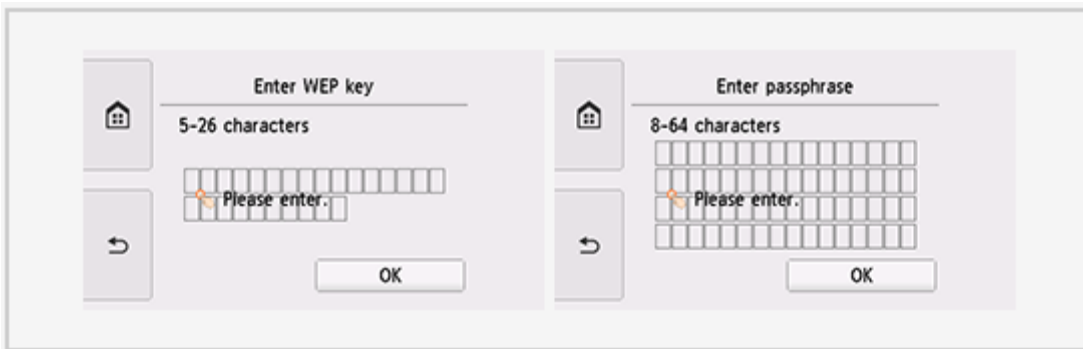 Enter WEP key
5-26 characters
Please enter.
OK
Enter passphrase
8-64 characters
Please enter.
OK